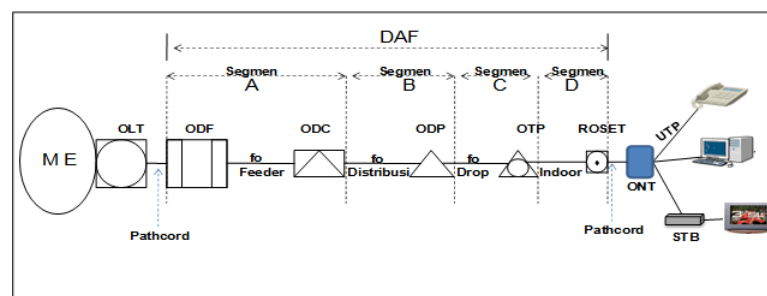 DAF
Segmen A
Segmen B
Segmen C
Segmen D
OLT
ODF
ODC
ODP
OTP
ROSET
UTP
M E
fo Feeder
fo Distribusi
fo Drop
Indoor
ONT
Pathcord
Pathcord
STB